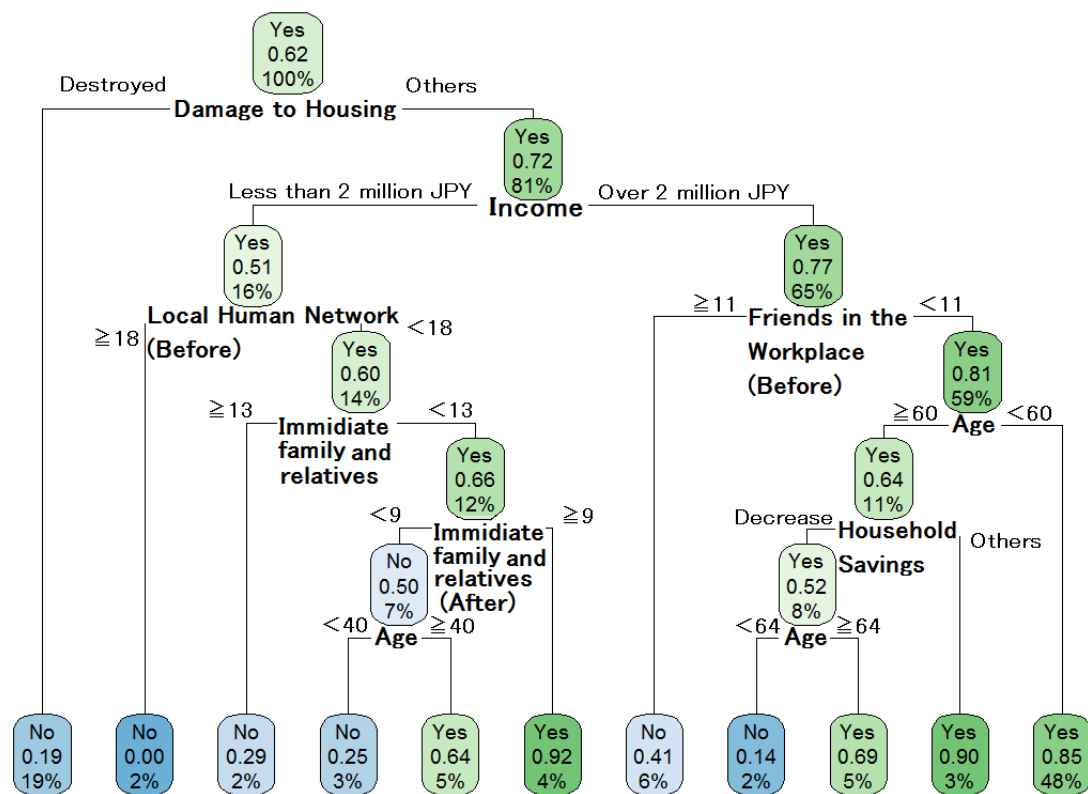 Yes
0.62
100%
Destroyed
Others
Damage to Housing
Yes
0.72
81%
Less than 2 million JPY
Over 2 million JPY
Income
Yes
0.51
16%
Yes
0.77
65%
≧18
Local Human Network
(Before)
<18
≧11
Friends in the
Workplace
(Before)
<11
Yes
0.60
14%
Yes
0.81
59%
≧13
Immidiate
family and
relatives
<13
≧60
Age
<60
Yes
0.66
12%
Yes
0.64
11%
<9
Immidiate
family and
relatives
(After)
≧9
Decrease
Household
Savings
Others
No
0.50
7%
Yes
0.52
8%
<40
Age
≧40
<64
Age
≧64
No
0.19
19%
No
0.00
2%
No
0.29
2%
No
0.25
3%
Yes
0.64
5%
Yes
0.92
4%
No
0.41
6%
No
0.14
2%
Yes
0.69
5%
Yes
0.90
3%
Yes
0.85
48%